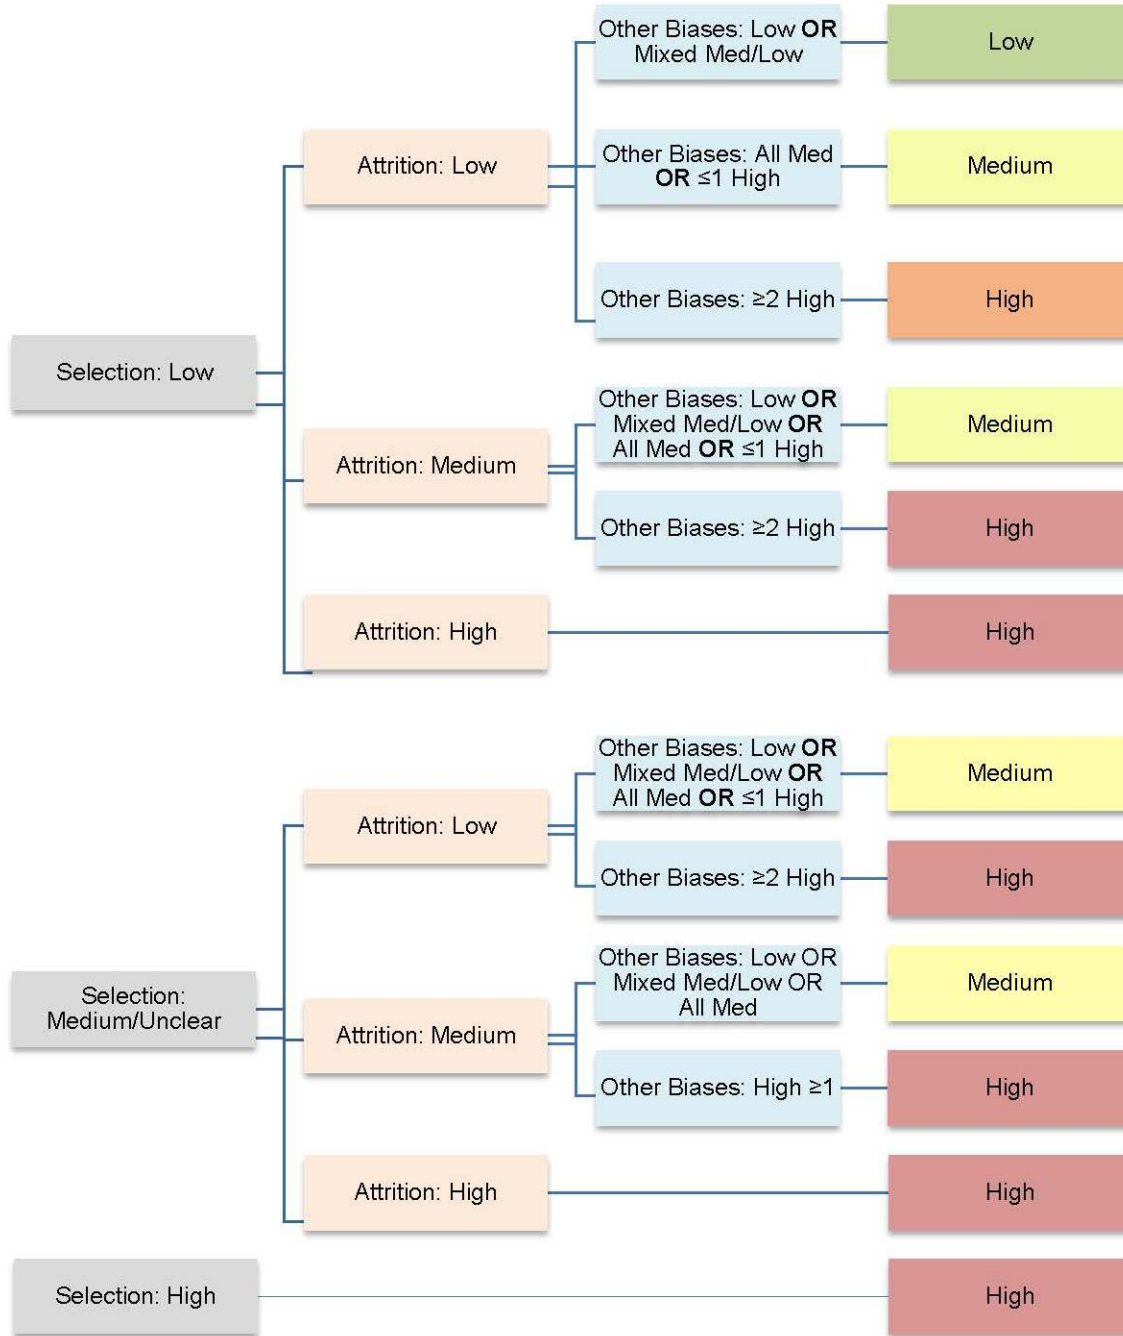 Other Biases: Low OR
Mixed Med/Low
Low
Attrition: Low
Other Biases: All Med
OR ≤1 High
Medium
Other Biases: ≥2 High
High
Selection: Low
Attrition: Medium
Other Biases: Low OR
Mixed Med/Low OR
All Med OR ≤1 High
Medium
Other Biases: ≥2 High
High
Attrition: High
High
Selection:
Medium/Unclear
Attrition: Low
Other Biases: Low OR
Mixed Med/Low OR
All Med OR ≤1 High
Medium
Other Biases: ≥2 High
High
Attrition: Medium
Other Biases: Low OR
Mixed Med/Low OR
All Med
Medium
Other Biases: High ≥1
High
Attrition: High
High
Selection: High
High